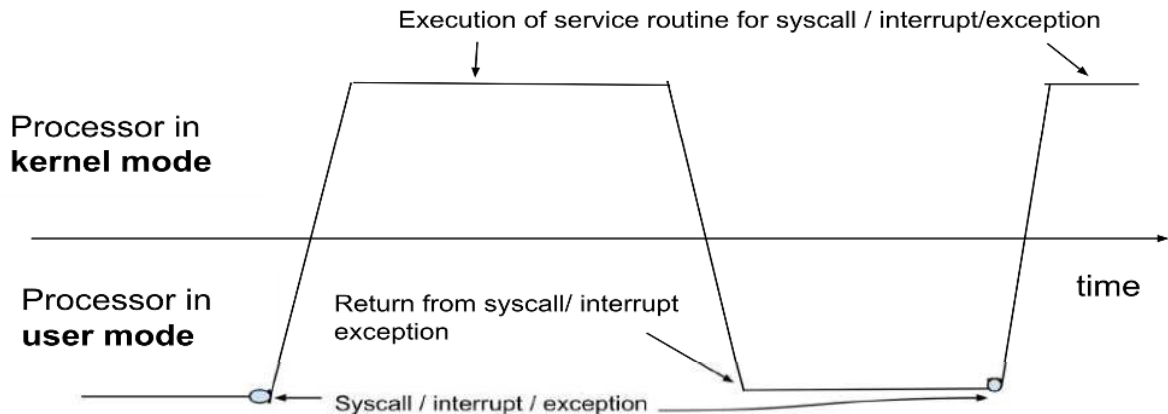 Execution of service routine for syscall / interrupt/exception
Processor in
kernel mode
time
Processor in
user mode
Return from syscall/ interrupt
exception
Syscall / interrupt / exception